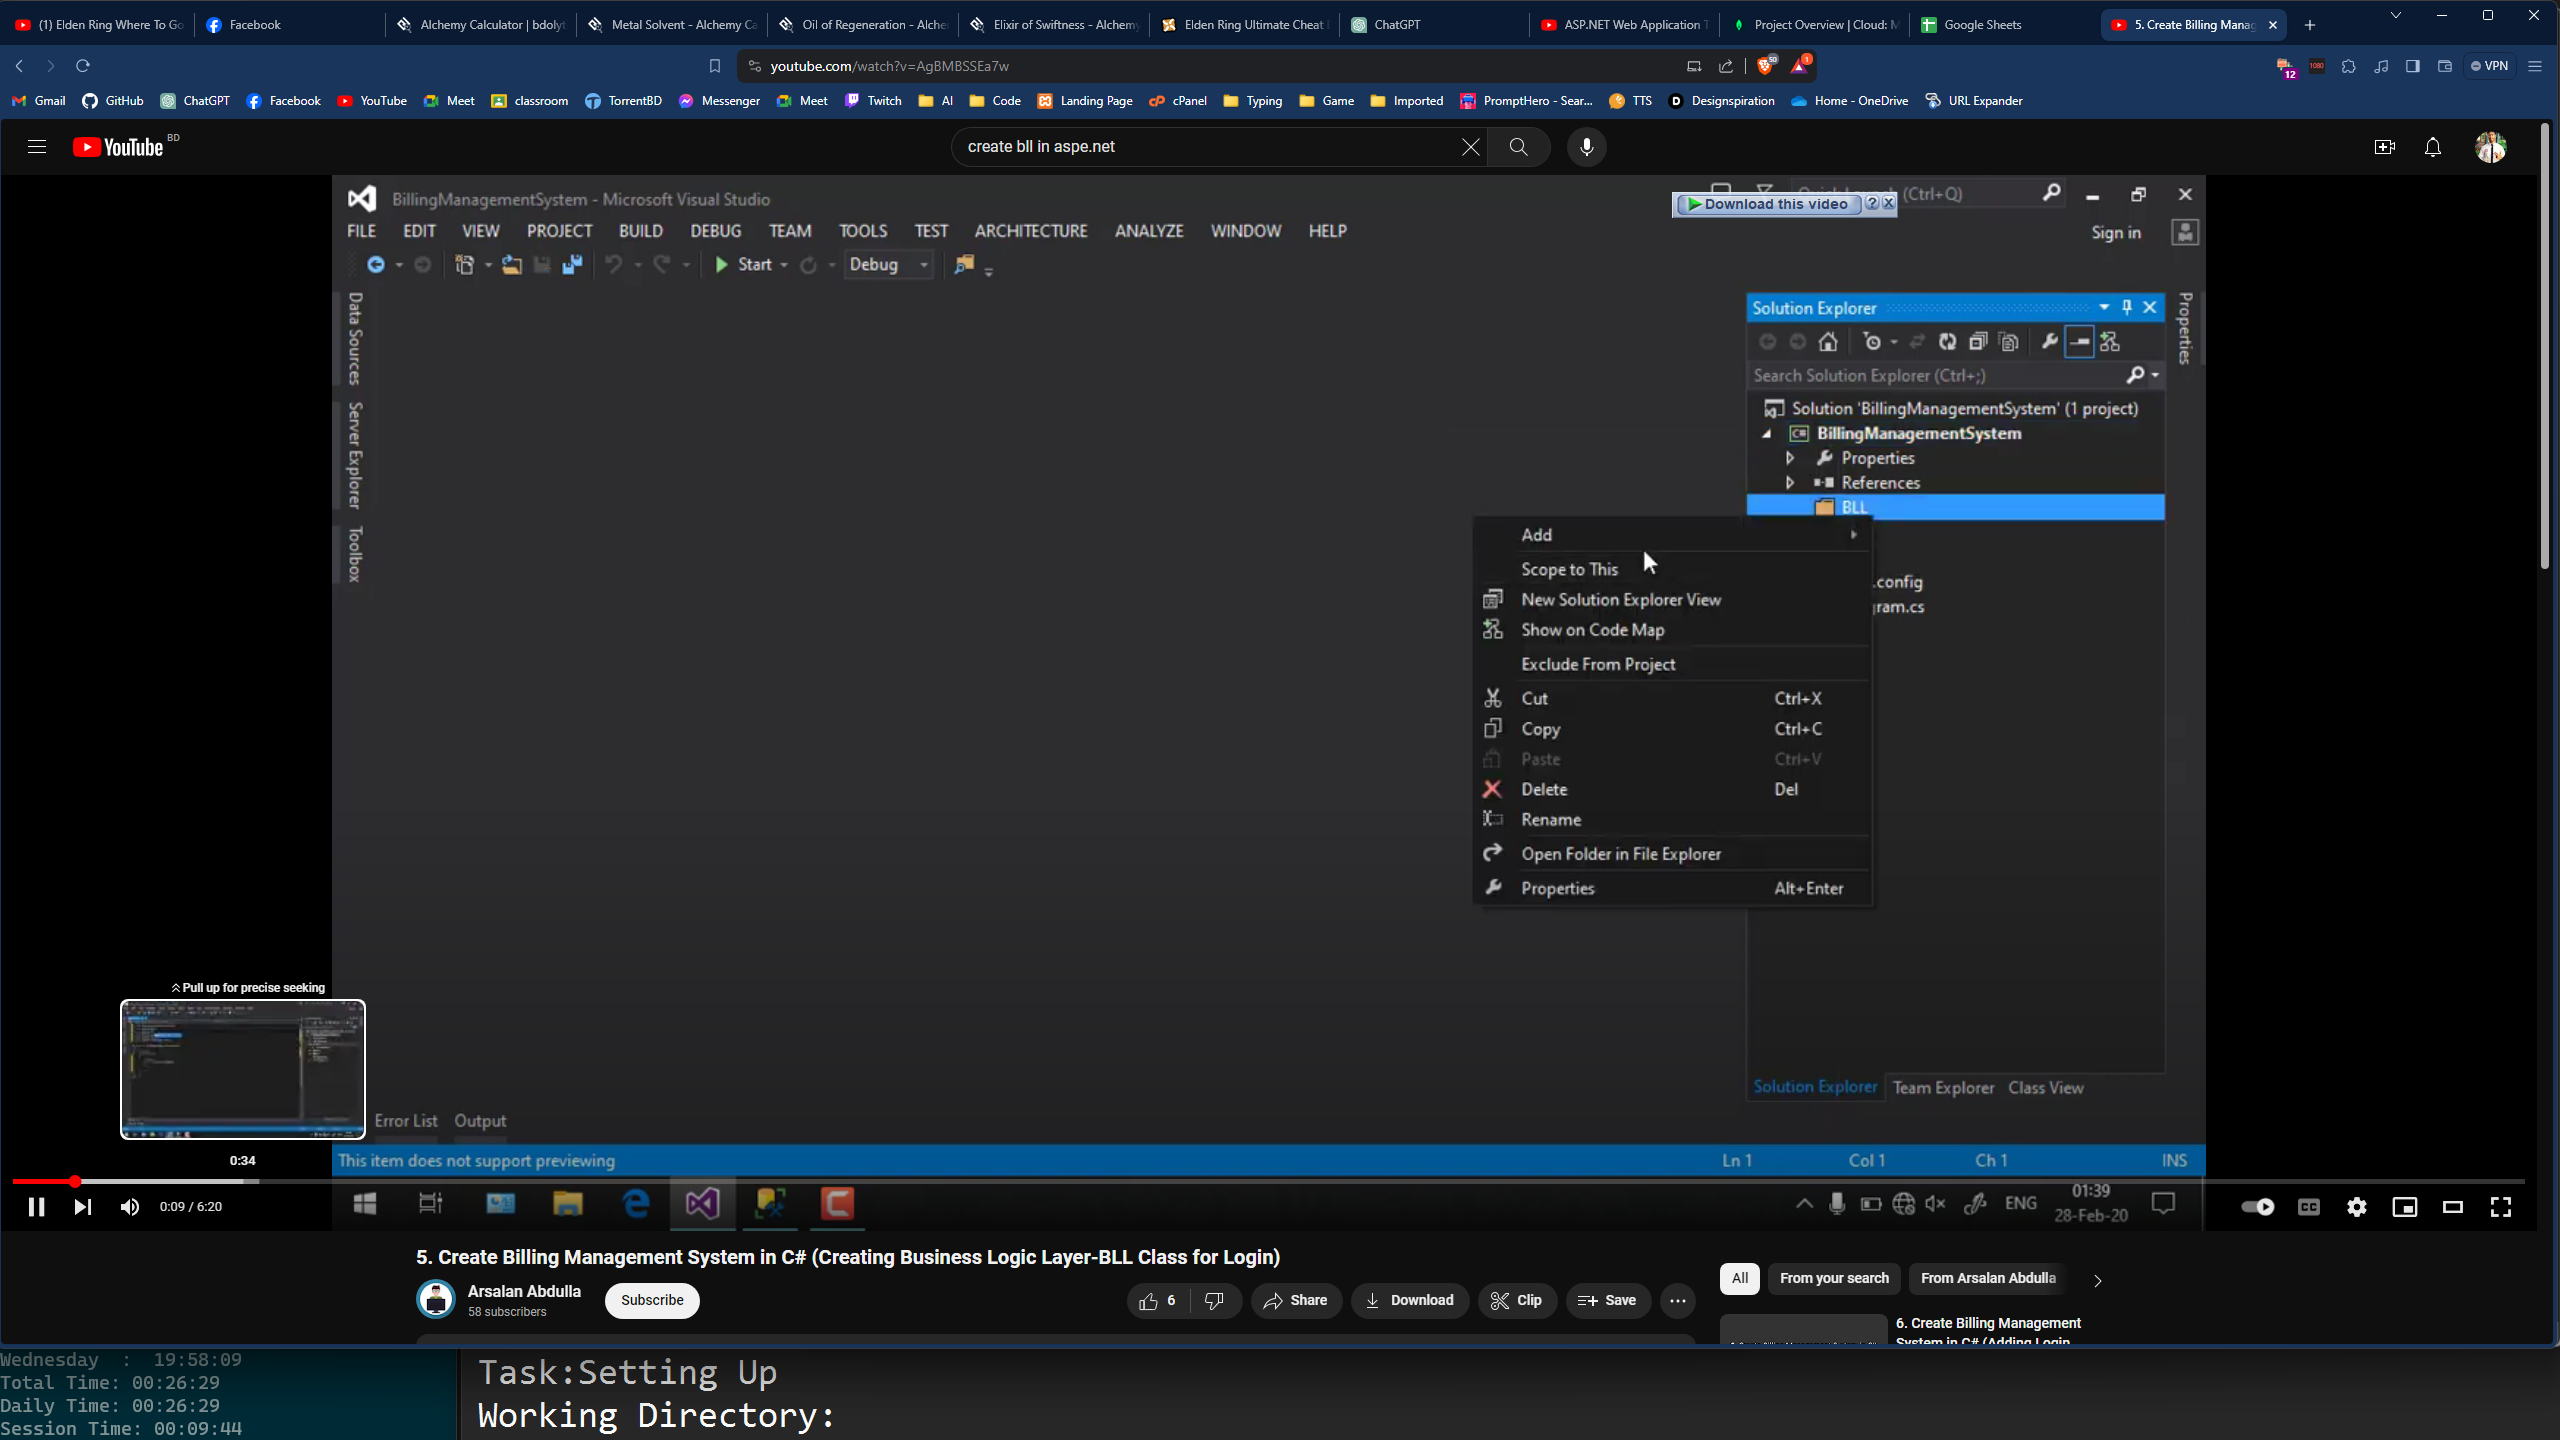 (1) Elden Ring Where To Go
Facebook
Alchemy Calculator | bdolyt
Metal Solvent - Alchemy Ca
Oil of Regeneration - Alche
Elixir of Swiftness - Alchemy
Elden Ring Ultimate Cheat
ChatGPT
ASP.NET Web Application T
Project Overview | Cloud: M
Google Sheets
5. Create Billing Manag
youtube.com/watch?v=AgBMBSSEa7w
50
1
12
1080
VPN
Gmail
GitHub
ChatGPT
Facebook
YouTube
Meet
classroom
TorrentBD
Messenger
Meet
Twitch
AI
Code
Landing Page
cPanel
Typing
Game
Imported
PromptHero - Sear...
TTS
Designspiration
Home - OneDrive
URL Expander
YouTube BD
create bll in aspe.net
BillingManagementSystem - Microsoft Visual Studio
Download this video
(Ctrl+Q)
FILE EDIT VIEW PROJECT BUILD DEBUG TEAM TOOLS TEST ARCHITECTURE ANALYZE WINDOW HELP
Sign in
Start
Debug
Data Sources
Server Explorer
Toolbox
Solution Explorer
Properties
Search Solution Explorer (Ctrl+;)
Solution 'BillingManagementSystem' (1 project)
BillingManagementSystem
Properties
References
BLL
.config
ram.cs
Add
Scope to This
New Solution Explorer View
Show on Code Map
Exclude From Project
Cut Ctrl+X
Copy Ctrl+C
Paste Ctrl+V
Delete Del
Rename
Open Folder in File Explorer
Properties Alt+Enter
Solution Explorer Team Explorer Class View
Pull up for precise seeking
0:34
Error List Output
This item does not support previewing
Ln 1 Col 1 Ch 1 INS
0:09 / 6:20
ENG
01:39
28-Feb-20
CC
5. Create Billing Management System in C# (Creating Business Logic Layer-BLL Class for Login)
Arsalan Abdulla
58 subscribers
Subscribe
6
Share
Download
Clip
Save
All
From your search
From Arsalan Abdulla
6. Create Billing Management
System in C# (Adding Login
Wednesday : 19:58:09
Total Time: 00:26:29
Daily Time: 00:26:29
Session Time: 00:09:44
Task:Setting Up
Working Directory: